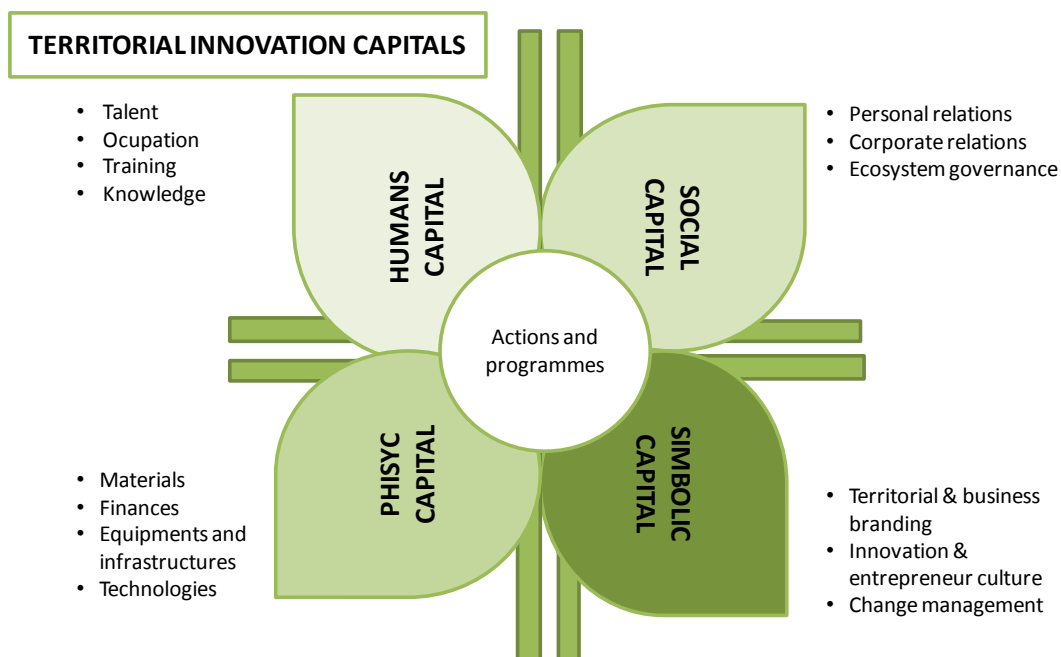 TERRITORIAL INNOVATION CAPITALS
• Talent
• Ocupation
• Training
• Knowledge
HUMANS
CAPITAL
SOCIAL
CAPITAL
• Personal relations
• Corporate relations
• Ecosystem governance
Actions and
programmes
• Materials
• Finances
• Equipments and
infrastructures
• Technologies
PHISYC
CAPITAL
SIMBOLIC
CAPITAL
• Territorial & business
branding
• Innovation &
entrepreneur culture
• Change management